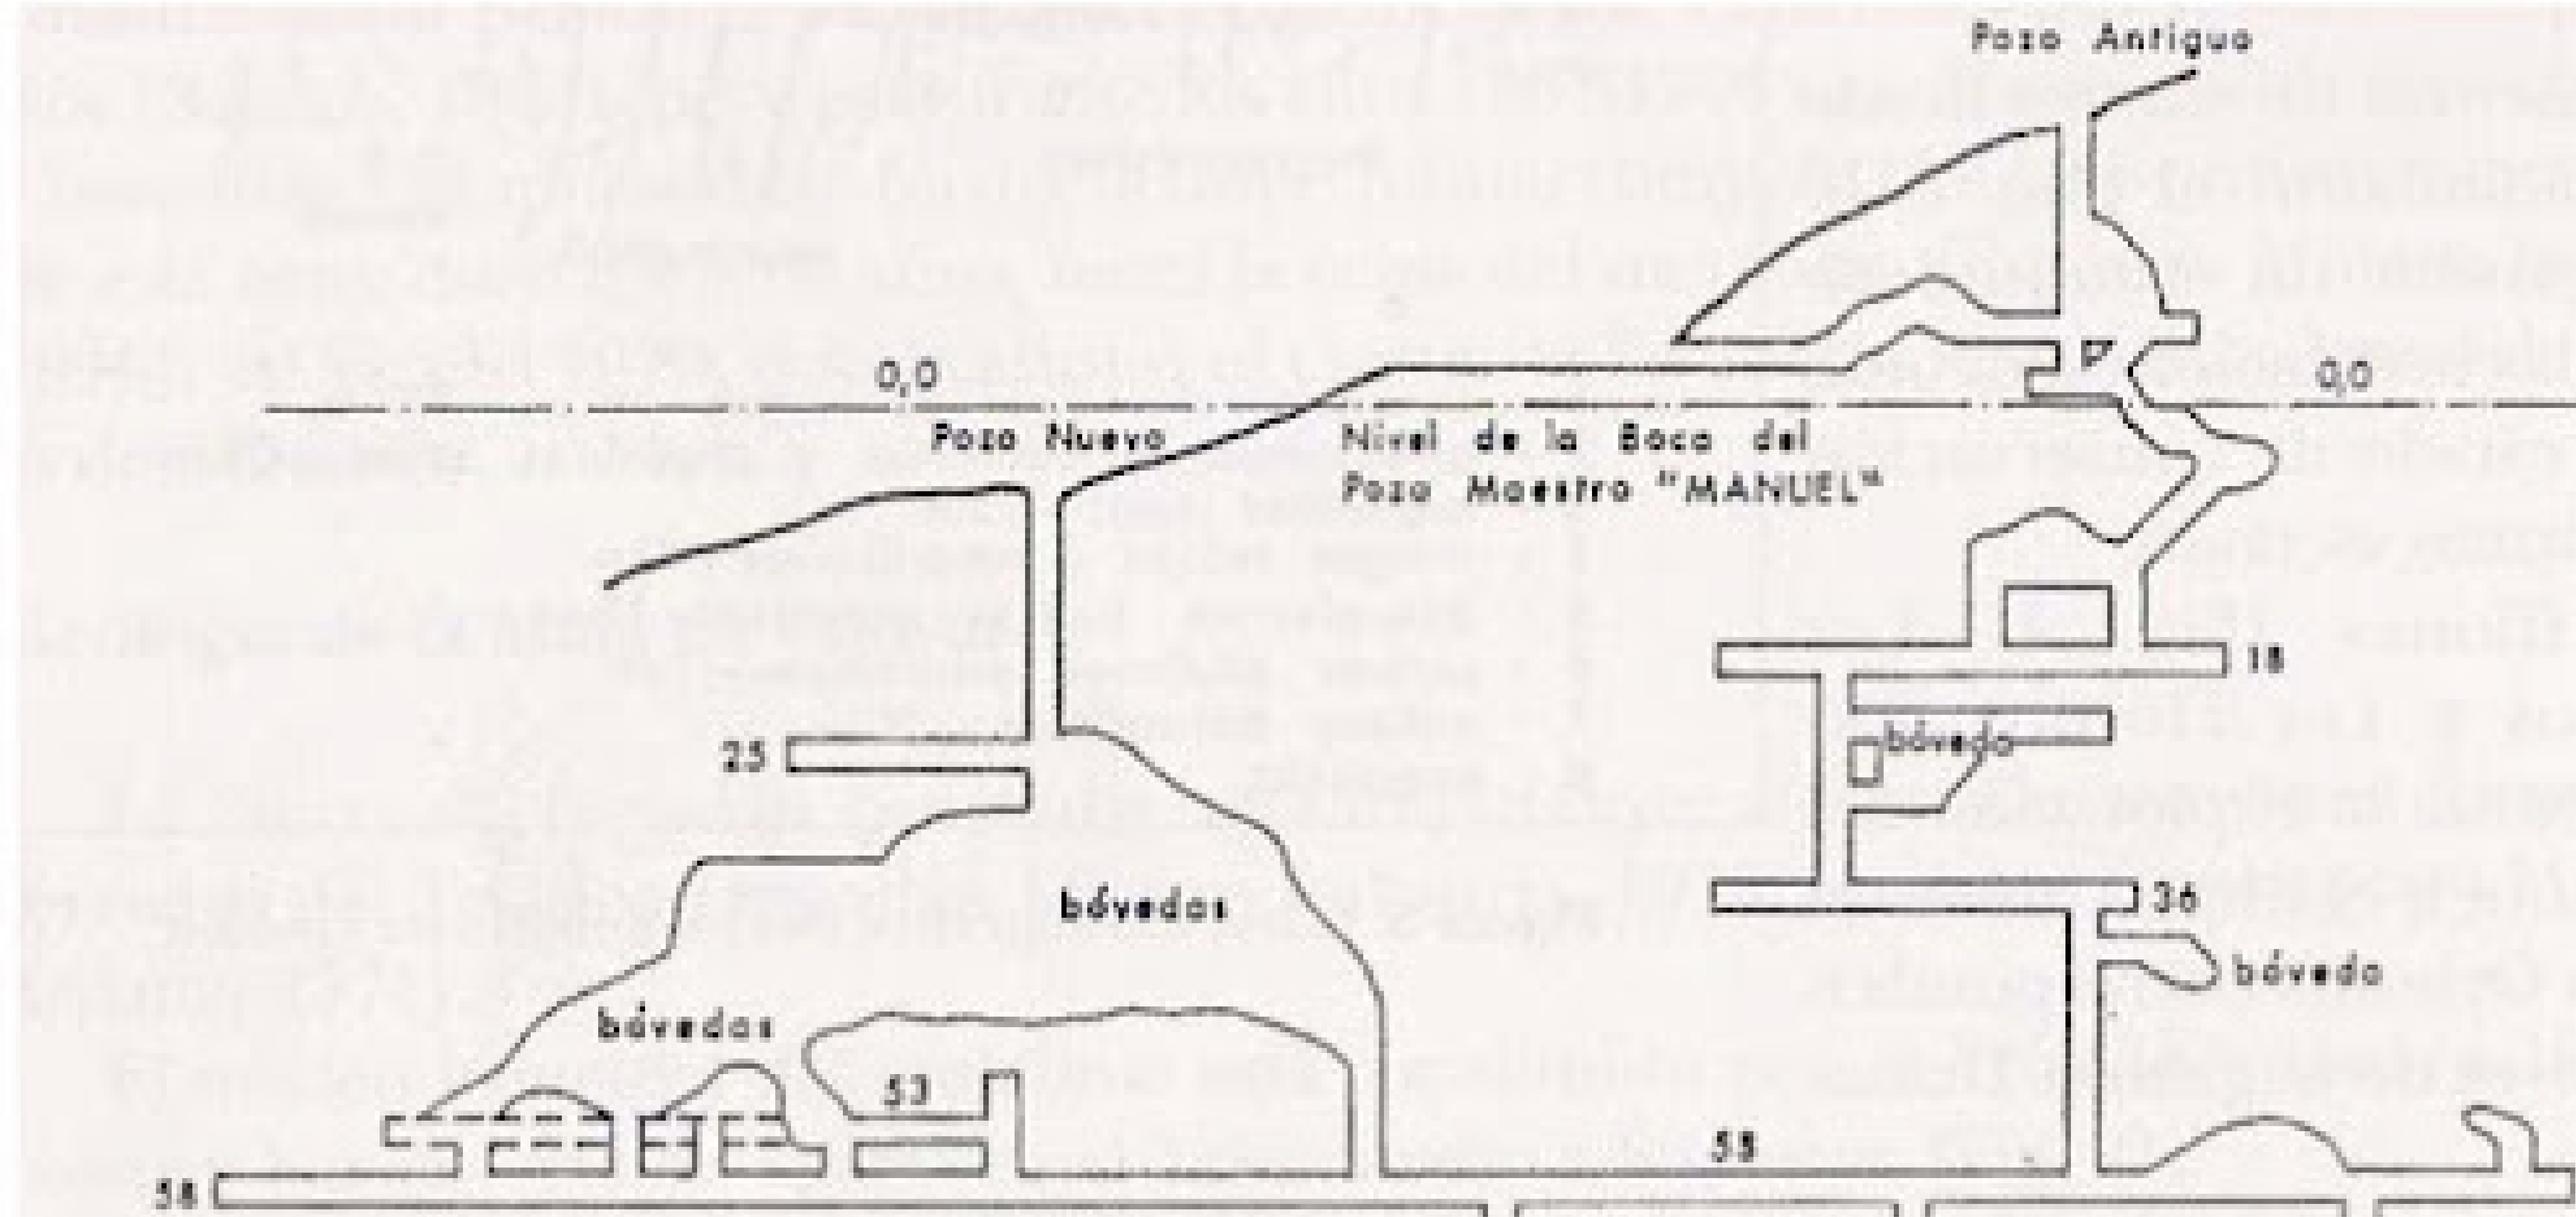 Pozo Antiguo
0,0
0,0
Pozo Nuevo
Nivel de la Boca del
Pozo Maestro "MANUEL"
18
25
bóveda
36
bóvedas
bóveda
bóvedas
53
58
58